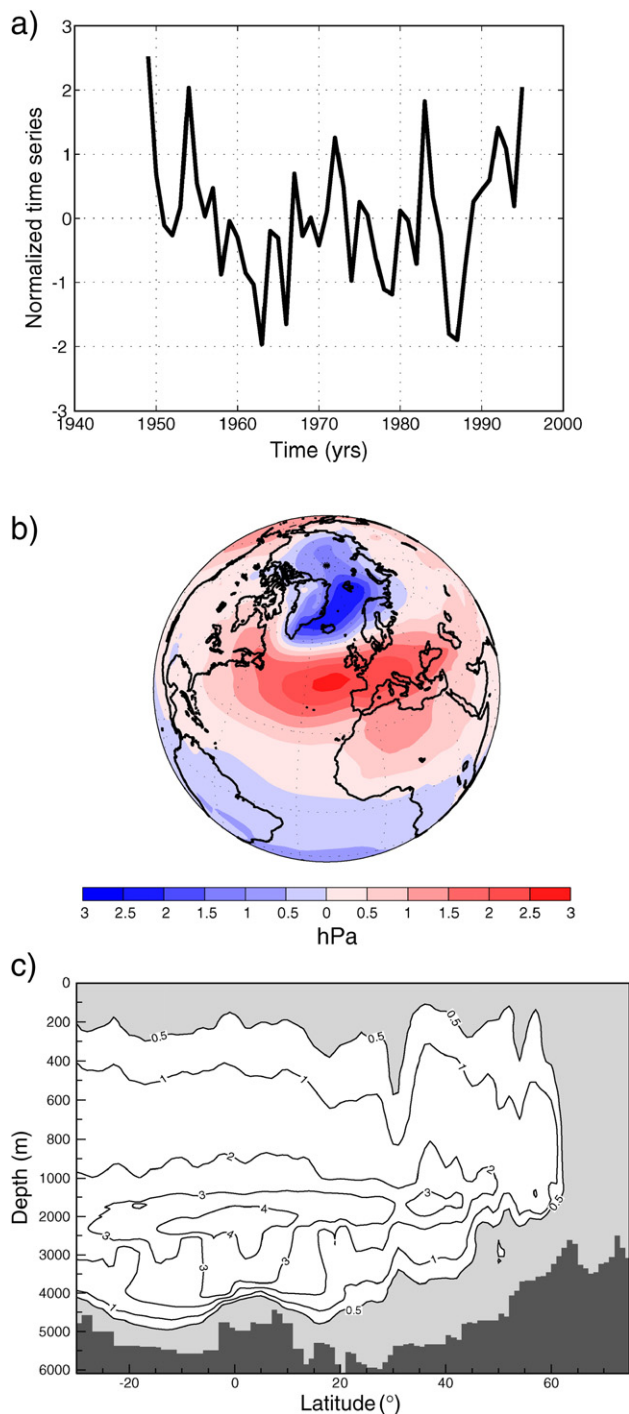 a)
3
2
1
0
-1
-2
-3
Normalized time series
1940 1950 1960 1970 1980 1990 2000
Time (yrs)
b)
3 2.5 2 1.5 1 0.5 0 0.5 1 1.5 2 2.5 3
hPa
c)
0
200
400
600
800
1000
2000
3000
4000
5000
6000
Depth (m)
0.5 0.5 0.5
1 1
2 2
3 3
4
4
3 3 3
1 1 0.5
0.5
-20 0 20 40 60
Latitude (°)